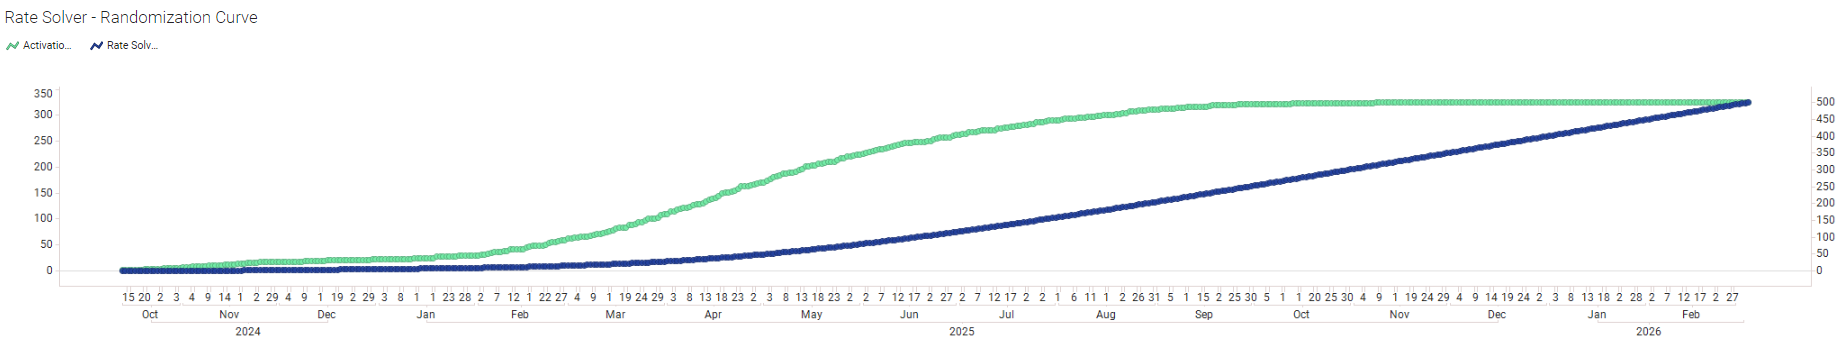 Rate Solver - Randomization Curve
Activatio... Rate Solv...
350
300 500
250 450
200 400
150 350
100 300
50 250
0 200
150
100
50
0
15 20 2 3 4 9 14 1 2 29 4 9 1 19 2 29 3 8 1 1 23 28 2 7 12 1 22 27 4 9 1 19 24 29 3 8 13 18 23 2 3 8 13 18 23 2 2 7 12 17 2 27 2 7 12 17 2 2 1 6 11 1 2 26 31 5 1 15 2 25 30 5 1 1 20 25 30 4 9 1 19 24 29 4 9 14 19 24 2 3 8 13 18 2 28 2 7 12 17 2 27
Oct Nov Dec Jan Feb Mar Apr May Jun Jul Aug Sep Oct Nov Dec Jan Feb
2024 2025 2026